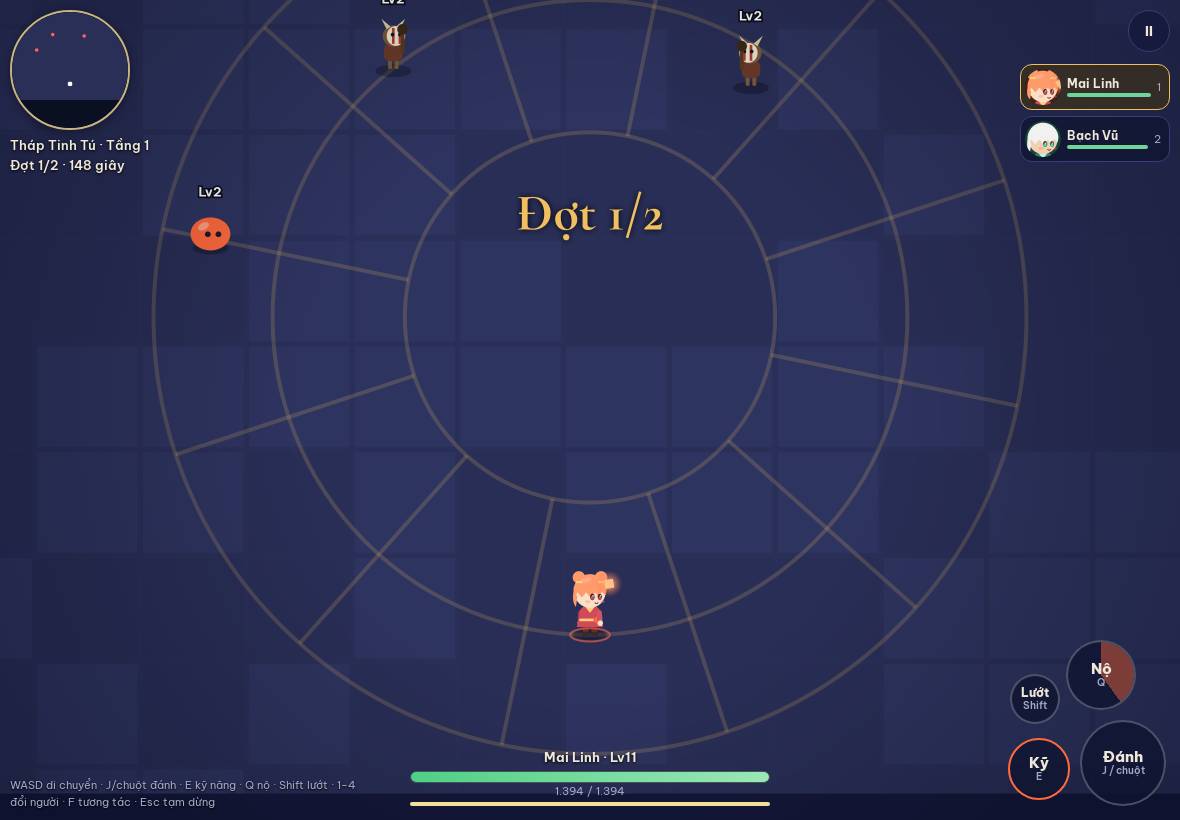 Lv2
Lv2
II
Mai Linh
1
Bạch Vũ
2
Tháp Tinh Tú · Tầng 1
Đợt 1/2 · 148 giây
Lv2
Đợt 1/2
Nộ
Q
Lướt
Shift
Kỹ
E
Đánh
J / chuột
Mai Linh · Lv11
1.394 / 1.394
WASD di chuyển · J/chuột đánh · E kỹ năng · Q nộ · Shift lướt · 1–4
đổi người · F tương tác · Esc tạm dừng